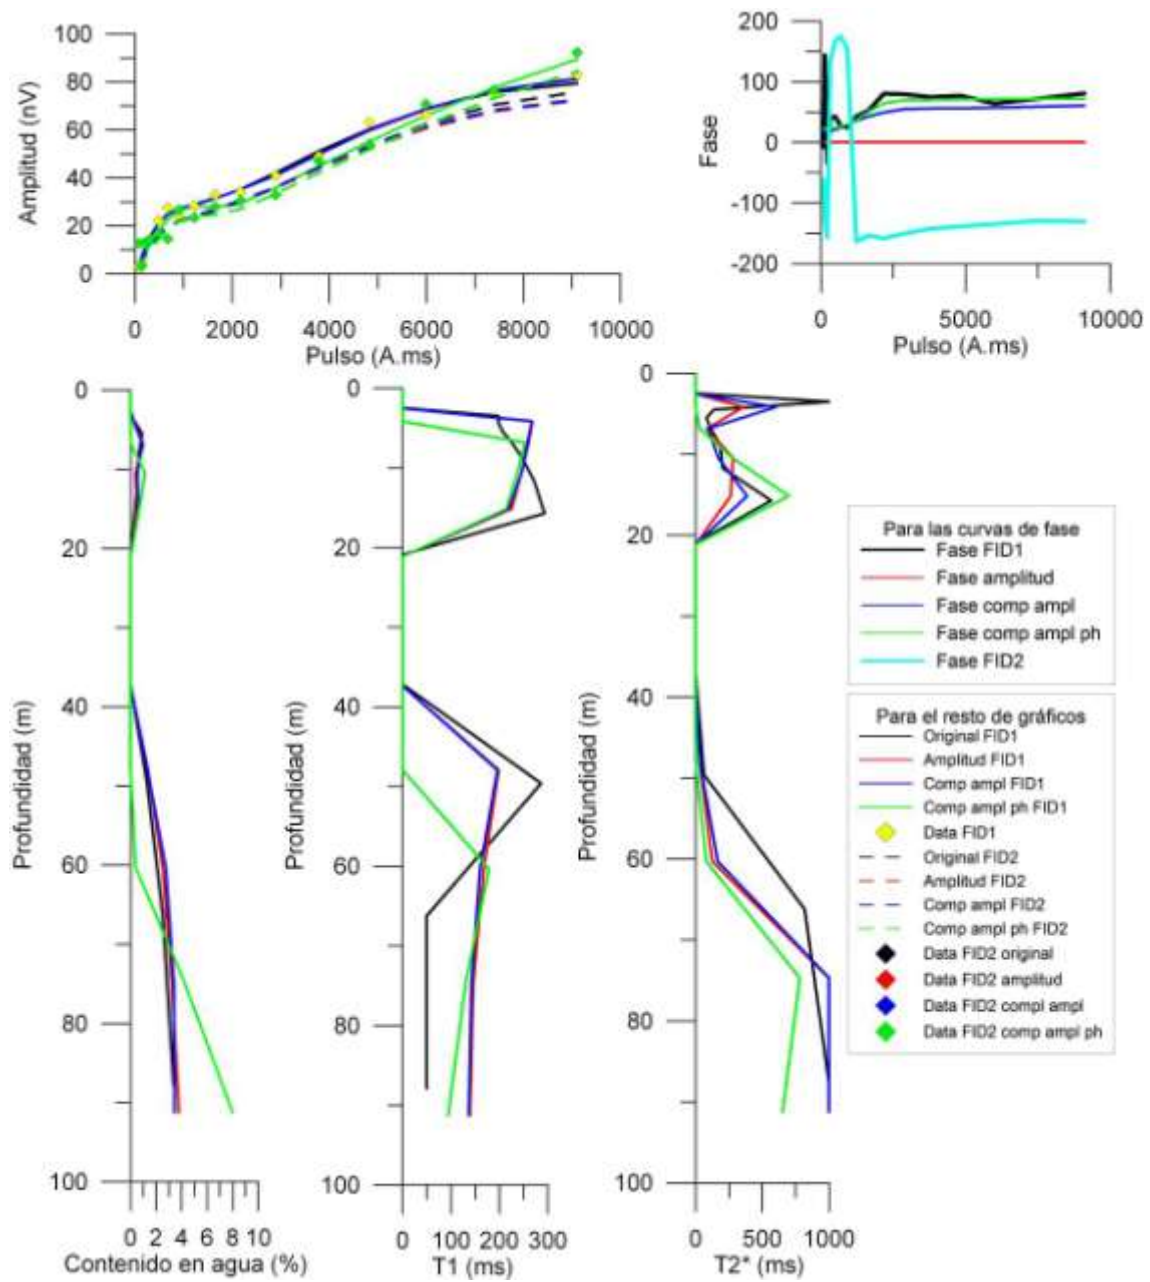 100
80
60
40
20
0
Amplitud (nV)
0 2000 4000 6000 8000 10000
Pulso (A.ms)
200
100
0
-100
-200
Fase
0 5000 10000
Pulso (A.ms)
0
20
40
60
80
100
Profundidad (m)
0 2 4 6 8 10
Contenido en agua (%)
0
20
40
60
80
100
Profundidad (m)
0 100 200 300
T1 (ms)
0
20
40
60
80
100
Profundidad (m)
0 500 1000
T2* (ms)
Para las curvas de fase
Fase FID1
Fase amplitud
Fase comp ampl
Fase comp ampl ph
Fase FID2
Para el resto de gráficos
Original FID1
Amplitud FID1
Comp ampl FID1
Comp ampl ph FID1
Data FID1
Original FID2
Amplitud FID2
Comp ampl FID2
Comp ampl ph FID2
Data FID2 original
Data FID2 amplitud
Data FID2 compl ampl
Data FID2 comp ampl ph